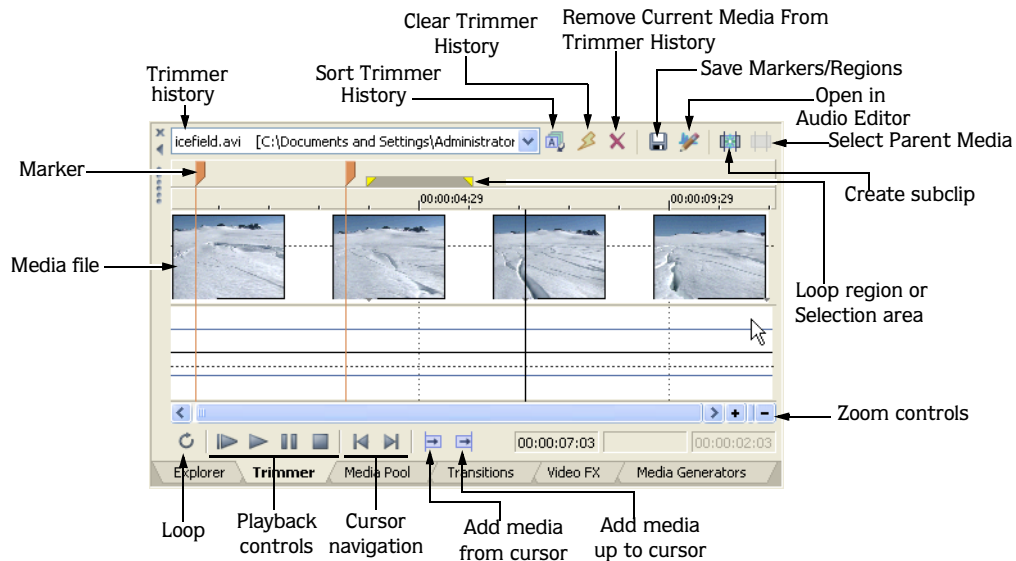 Clear Trimmer
History
Remove Current Media From
Trimmer History
Trimmer
history
Sort Trimmer
History
Save Markers/Regions
Open in
Audio Editor
Select Parent Media
icefield.avi [C:\Documents and Settings\Administrator
Marker
Create subclip
00:00:04:29
00:00:09:29
Media file
Loop region or
Selection area
Zoom controls
00:00:07:03
00:00:02:03
Explorer
Trimmer
Media Pool
Transitions
Video FX
Media Generators
Loop
Playback
controls
Cursor
navigation
Add media
from cursor
Add media
up to cursor